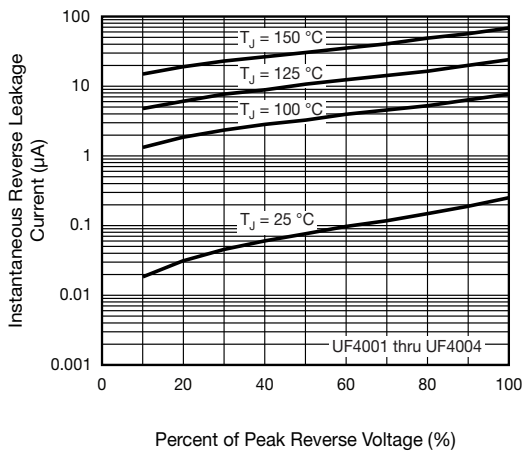 100
10
1
0.1
0.01
0.001
Instantaneous Reverse Leakage
Current (µA)
T_J = 150 °C
T_J = 125 °C
T_J = 100 °C
T_J = 25 °C
UF4001 thru UF4004
0 20 40 60 80 100
Percent of Peak Reverse Voltage (%)